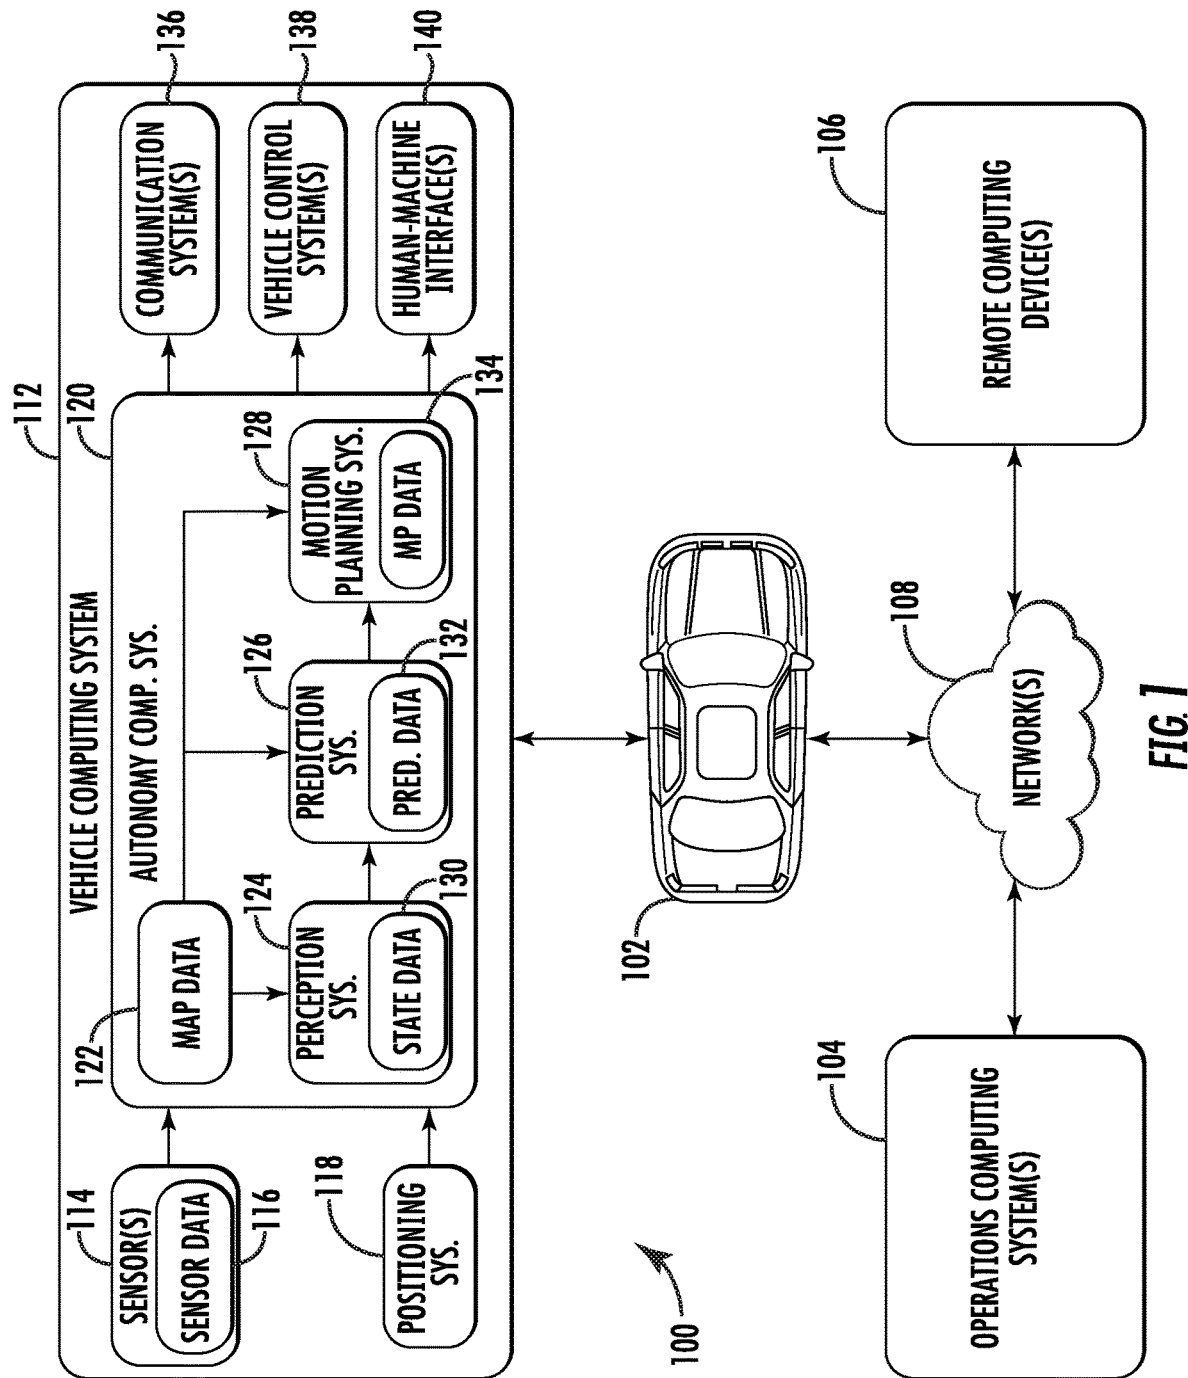 112
VEHICLE COMPUTING SYSTEM
120
AUTONOMY COMP. SYS.
114
SENSOR(S)
SENSOR DATA
116
118
POSITIONING
SYS.
122
MAP DATA
124
PERCEPTION
SYS.
STATE DATA
130
126
PREDICTION
SYS.
PRED. DATA
132
128
MOTION
PLANNING SYS.
MP DATA
134
COMMUNICATION
SYSTEM(S)
136
VEHICLE CONTROL
SYSTEM(S)
138
HUMAN-MACHINE
INTERFACE(S)
140
100
102
104
OPERATIONS COMPUTING
SYSTEM(S)
108
NETWORK(S)
106
REMOTE COMPUTING
DEVICE(S)
FIG. 1